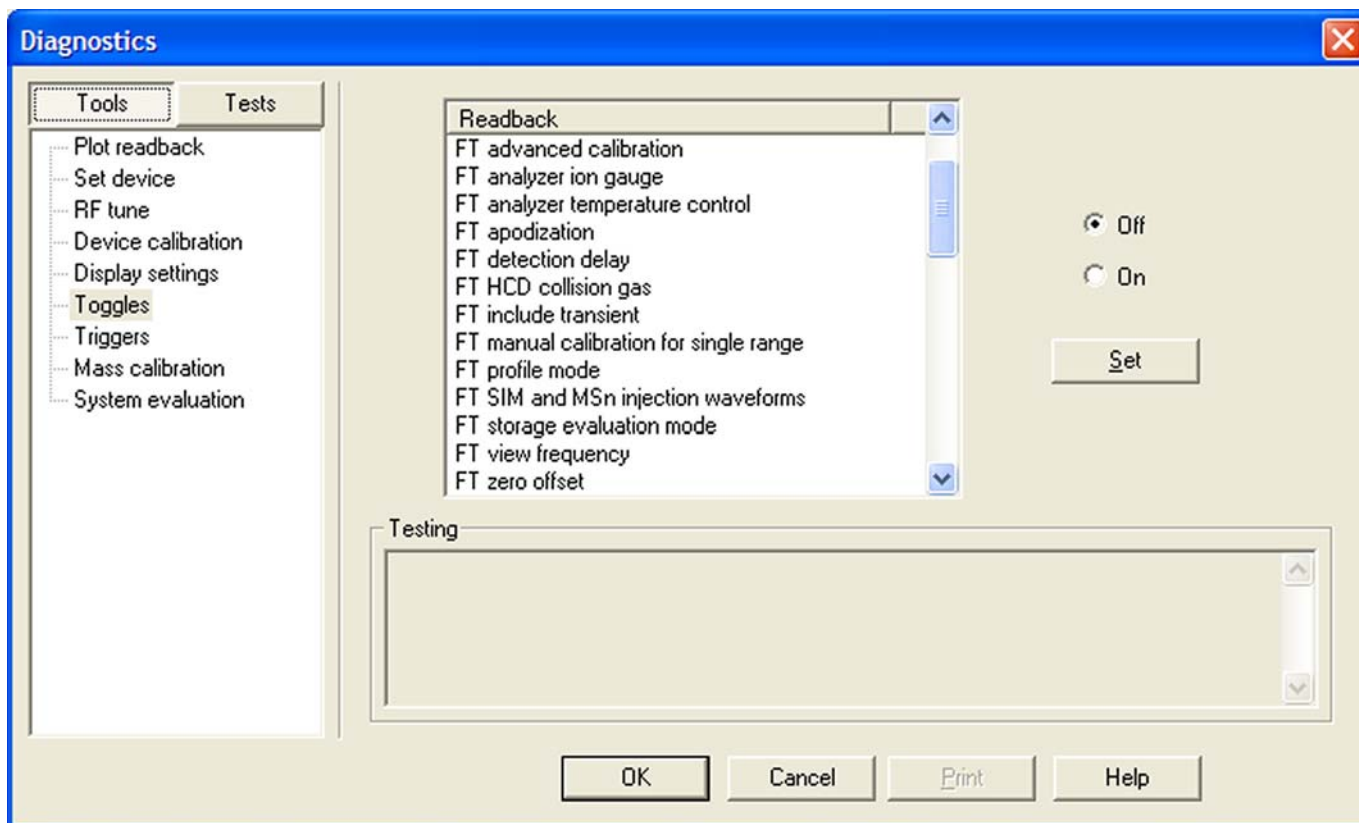 Diagnostics
Tools
Tests
Plot readback
Set device
RF tune
Device calibration
Display settings
Toggles
Triggers
Mass calibration
System evaluation
Readback
FT advanced calibration
FT analyzer ion gauge
FT analyzer temperature control
FT apodization
FT detection delay
FT HCD collision gas
FT include transient
FT manual calibration for single range
FT profile mode
FT SIM and MSn injection waveforms
FT storage evaluation mode
FT view frequency
FT zero offset
Off
On
Set
Testing
OK
Cancel
Print
Help